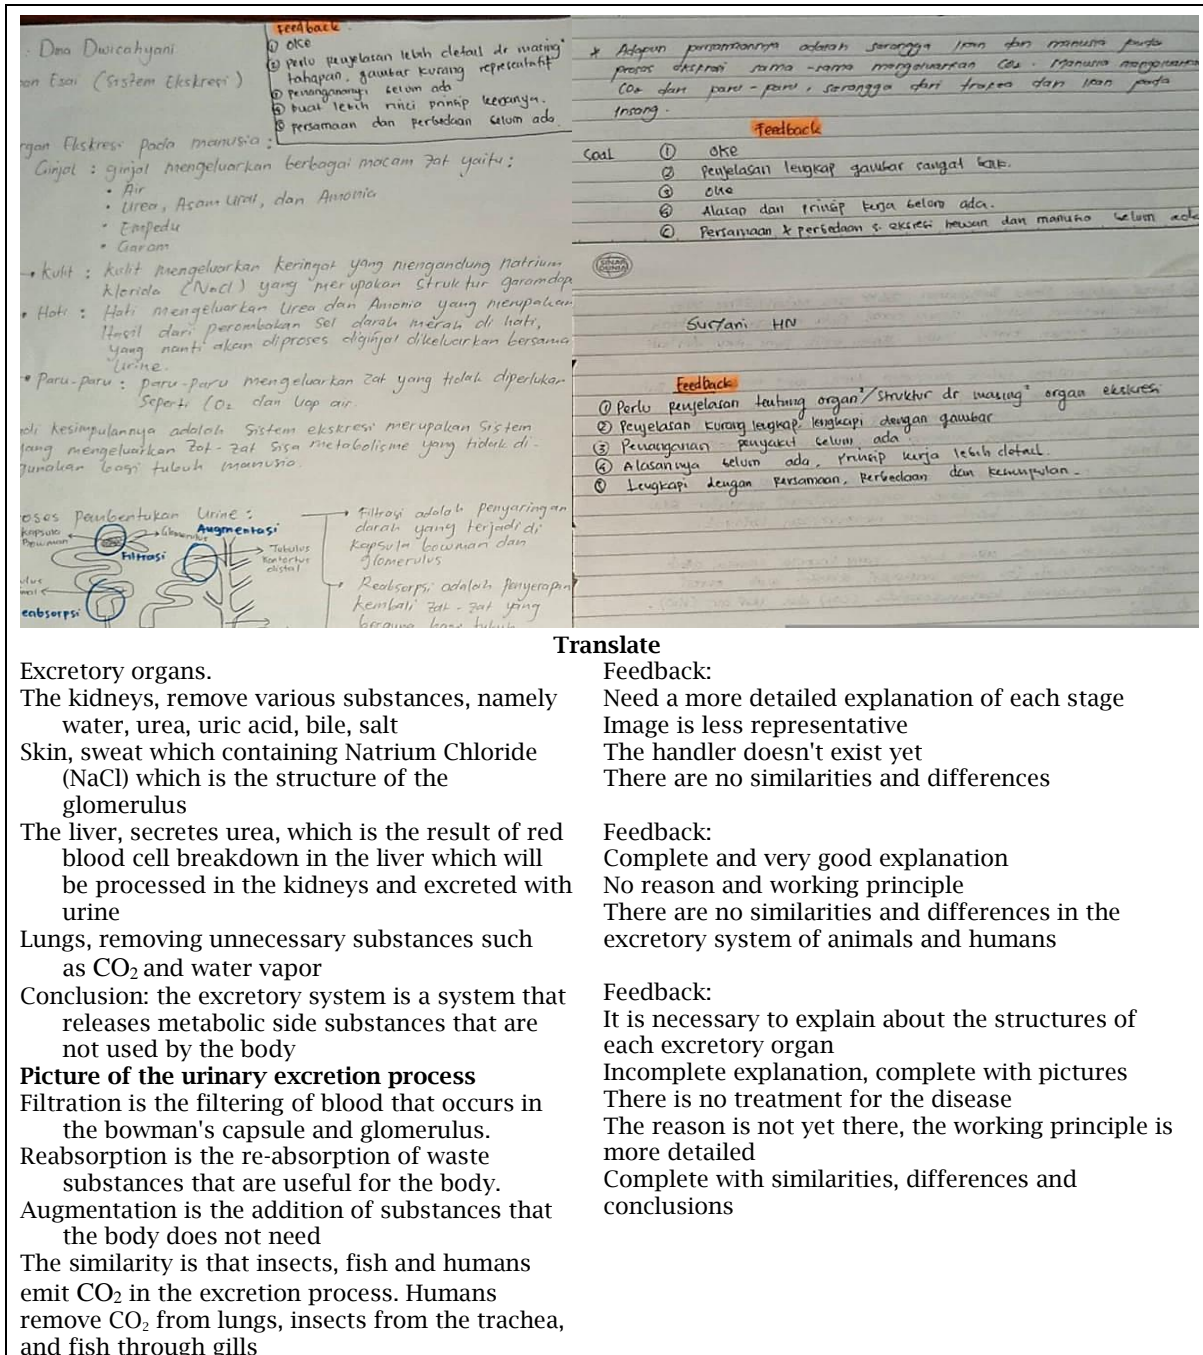 Dina Dwicahyani
Esai (Sistem Ekskresi)
Feedback
① oke
② perlu penjelasan lebih detail dr masing²
tahapan, gambar kurang representatif
③ penanganannya belum ada
④ buat lebih rinci prinsip kerjanya.
⑤ persamaan dan perbedaan belum ada.
Ekskresi pada manusia :
Ginjal : ginjal mengeluarkan berbagai macam zat yaitu :
• Air
• Urea, Asam Urat, dan Amonia
• Empedu
• Garam
→ Kulit : kulit mengeluarkan keringat yang mengandung Natrium
klorida (NaCl) yang merupakan struktur
• Hati : Hati mengeluarkan Urea dan Amonia yang merupakan
Hasil dari perombakan sel darah merah di hati,
yang nanti akan diproses diginjal dikeluarkan bersama
Urine.
• Paru-paru : paru-paru mengeluarkan zat yang tidak diperlukan
Seperti CO₂ dan Uap air.
kesimpulannya adalah Sistem ekskresi merupakan Sistem
yang mengeluarkan Zat-zat Sisa metabolisme yang tidak di-
gunakan bagi tubuh manusia.
Pembentukan Urine :
kapsula
Bowman
Glomerulus
Augmentasi
Filtrasi
Tubulus
kontortus
distal
eabsorpsi
→ Filtrasi adalah penyaringan
darah yang terjadi di
kapsula bowman dan
glomerulus
→ Reabsorpsi adalah penyerapan
kembali zat-zat yang
* Adapun persamaannya adalah serangga ikan dan manusia pada
proses ekskresi sama-sama mengeluarkan CO₂. Manusia mengeluarkan
CO₂ dari paru-paru, serangga dari trakea dan ikan pada
insang.
Feedback
Soal ① oke
② Penjelasan lengkap gambar sangat baik.
③ oke
④ Alasan dan prinsip kerja belum ada.
⑤ Persamaan & perbedaan s. ekskresi hewan dan manusia belum ada
Suryani HN
Feedback
① Perlu penjelasan tentang organ²/struktur dr masing² organ ekskresi
② Penjelasan kurang lengkap, lengkapi dengan gambar
③ Penanganan penyakit belum ada.
④ Alasannya belum ada, prinsip kerja lebih detail.
⑤ Lengkapi dengan persamaan, perbedaan dan kesimpulan.
Translate
Excretory organs.
The kidneys, remove various substances, namely
water, urea, uric acid, bile, salt
Skin, sweat which containing Natrium Chloride
(NaCl) which is the structure of the
glomerulus
The liver, secretes urea, which is the result of red
blood cell breakdown in the liver which will
be processed in the kidneys and excreted with
urine
Lungs, removing unnecessary substances such
as CO₂ and water vapor
Conclusion: the excretory system is a system that
releases metabolic side substances that are
not used by the body
Picture of the urinary excretion process
Filtration is the filtering of blood that occurs in
the bowman's capsule and glomerulus.
Reabsorption is the re-absorption of waste
substances that are useful for the body.
Augmentation is the addition of substances that
the body does not need
The similarity is that insects, fish and humans
emit CO₂ in the excretion process. Humans
remove CO₂ from lungs, insects from the trachea,
and fish through gills
Feedback:
Need a more detailed explanation of each stage
Image is less representative
The handler doesn't exist yet
There are no similarities and differences
Feedback:
Complete and very good explanation
No reason and working principle
There are no similarities and differences in the
excretory system of animals and humans
Feedback:
It is necessary to explain about the structures of
each excretory organ
Incomplete explanation, complete with pictures
There is no treatment for the disease
The reason is not yet there, the working principle is
more detailed
Complete with similarities, differences and
conclusions